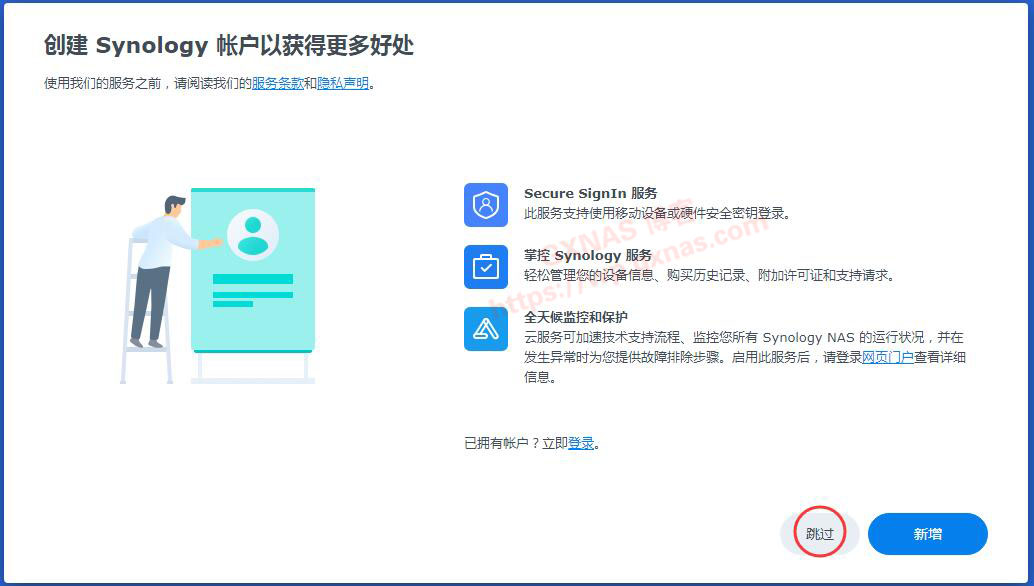 创建 Synology 帐户以获得更多好处
使用我们的服务之前，请阅读我们的服务条款和隐私声明。
Secure SignIn 服务
此服务支持使用移动设备或硬件安全密钥登录。
掌控 Synology 服务
轻松管理您的设备信息、购买历史记录、附加许可证和支持请求。
全天候监控和保护
云服务可加速技术支持流程、监控您所有 Synology NAS 的运行状况，并在
发生异常时为您提供故障排除步骤。启用此服务后，请登录网页门户查看详细
信息。
已拥有帐户？立即登录。
跳过
新增